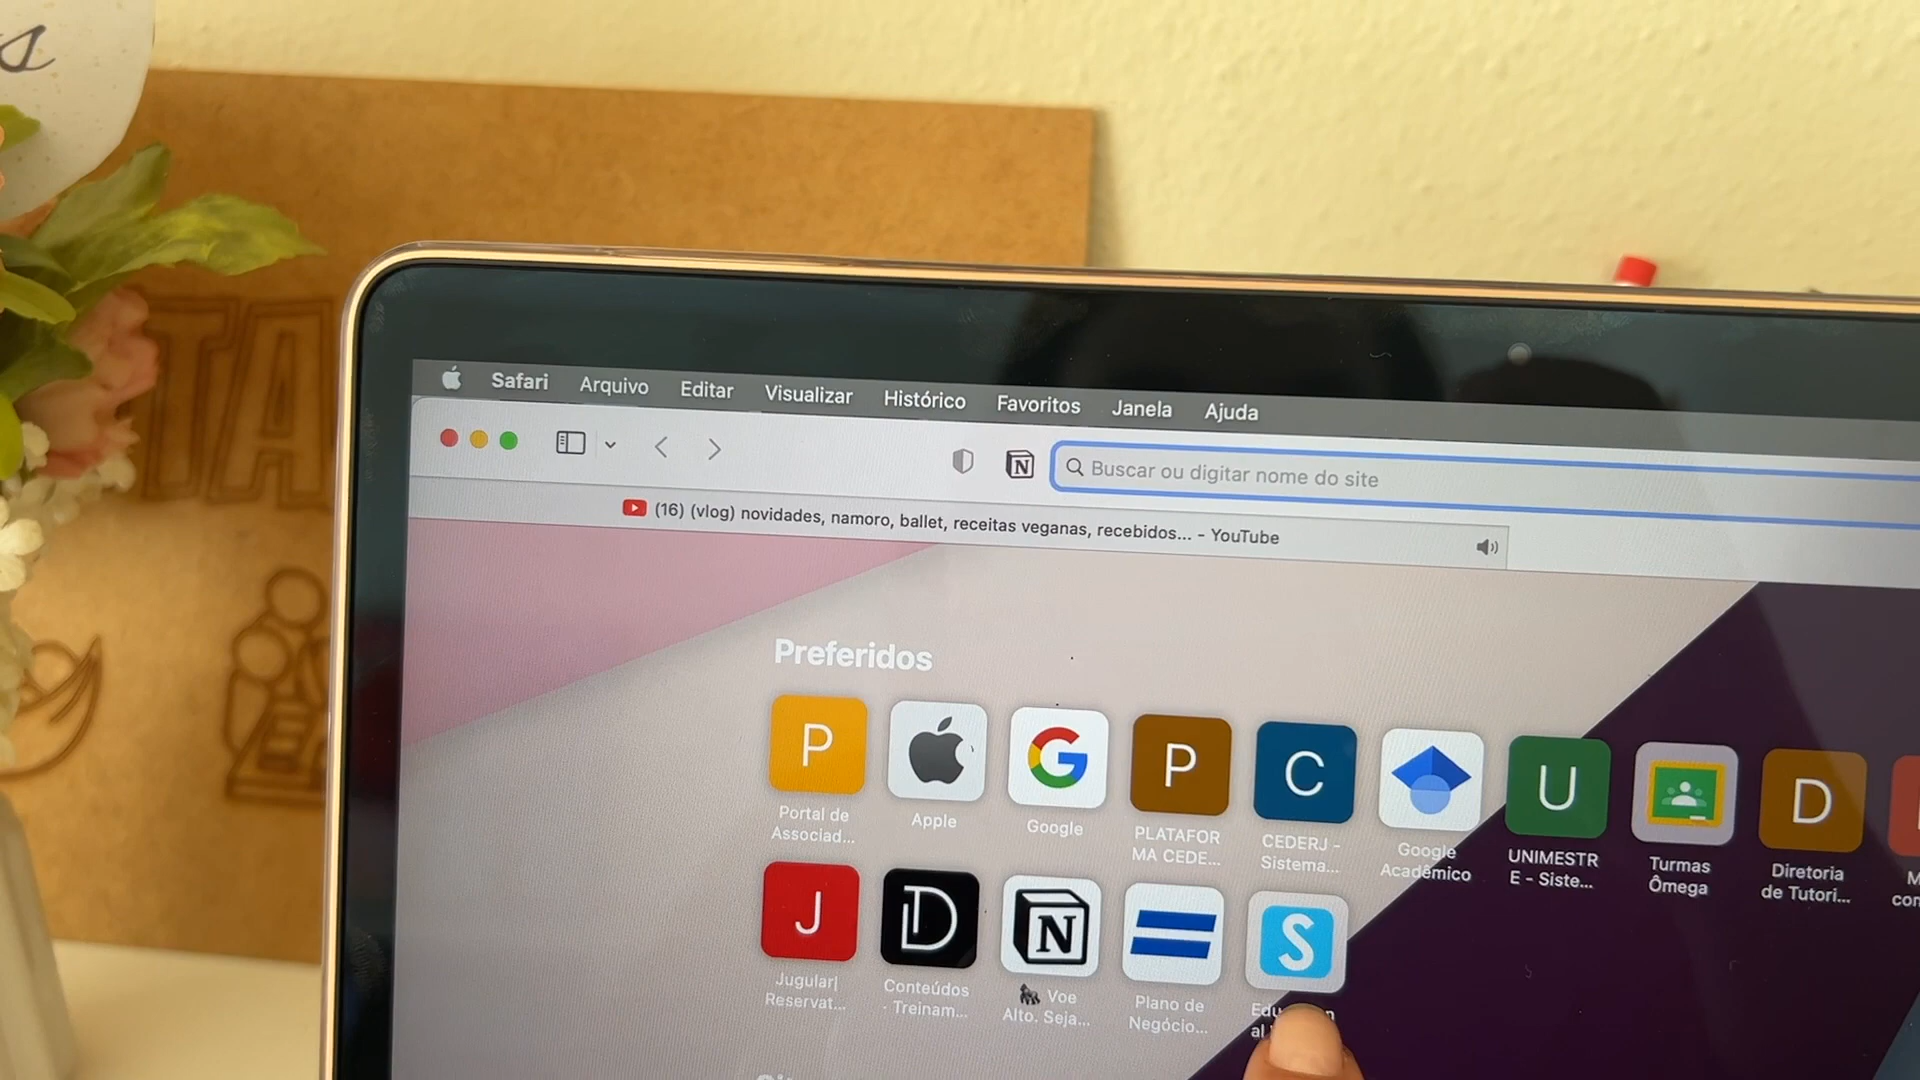 s
TA
Safari Arquivo Editar Visualizar Histórico Favoritos Janela Ajuda
Buscar ou digitar nome do site
(16) (vlog) novidades, namoro, ballet, receitas veganas, recebidos... - YouTube
Preferidos
P
G
P
C
U
D
Portal de
Associad...
Apple
Google
PLATAFOR
MA CEDE...
CEDERJ -
Sistema...
Google
Acadêmico
UNIMESTR
E - Siste...
Turmas
Ômega
Diretoria
de Tutori...
J
D
N
S
Jugular|
Reservat...
Conteúdos
- Treinam...
Voe
Alto. Seja...
Plano de
Negócio...